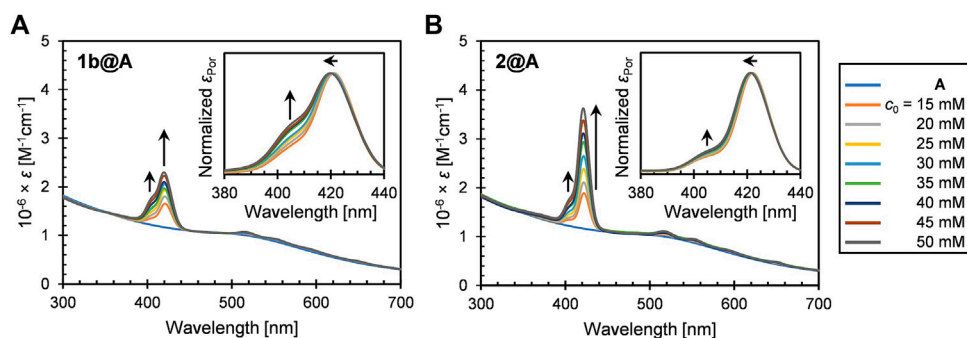 A
1b@A
5
4
3
2
1
0
300
400
500
600
700
10⁻⁶ × ε [M⁻¹cm⁻¹]
Wavelength [nm]
Normalized εPor
380
400
420
440
Wavelength [nm]
B
2@A
5
4
3
2
1
0
300
400
500
600
700
10⁻⁶ × ε [M⁻¹cm⁻¹]
Wavelength [nm]
Normalized εPor
380
400
420
440
Wavelength [nm]
A
c₀ = 15 mM
20 mM
25 mM
30 mM
35 mM
40 mM
45 mM
50 mM